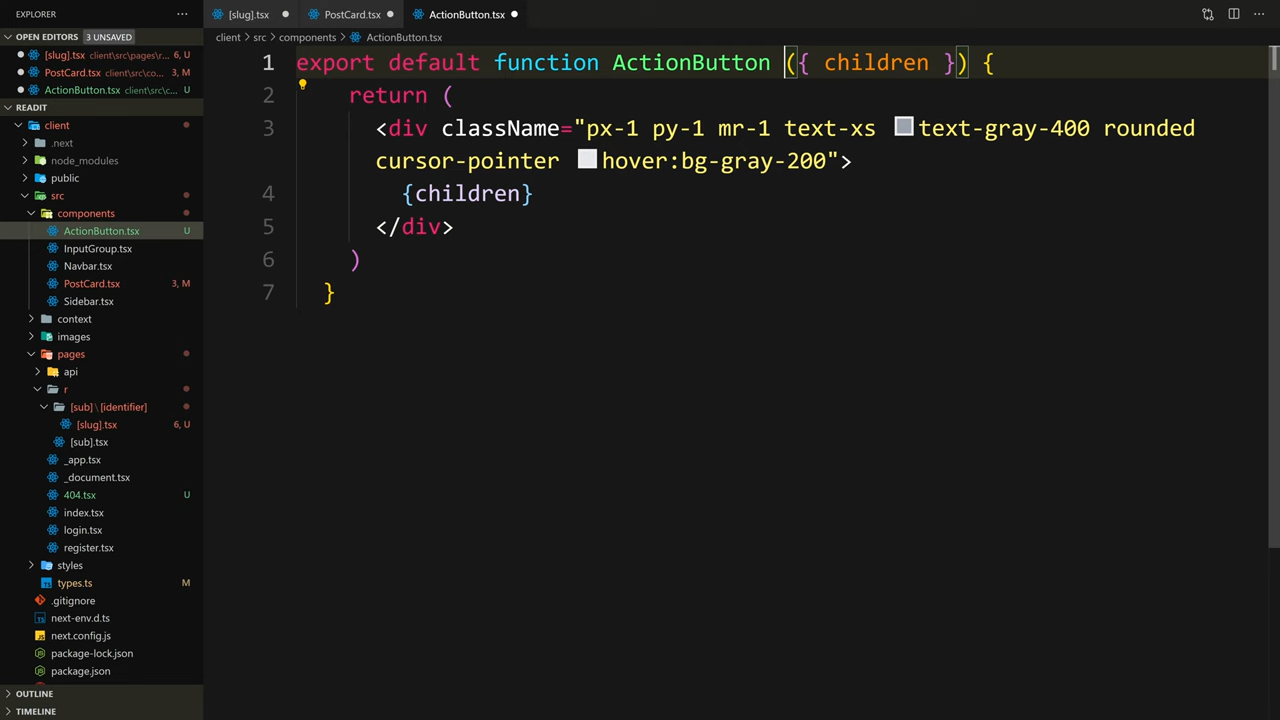 EXPLORER
···
OPEN EDITORS 3 UNSAVED
[slug].tsx client\src\pages\r... 6, U
PostCard.tsx client\src\co... 3, M
ActionButton.tsx client\src\c... U
READIT
client
.next
node_modules
public
src
components
ActionButton.tsx U
InputGroup.tsx
Navbar.tsx
PostCard.tsx 3, M
Sidebar.tsx
context
images
pages
api
r
[sub]\[identifier]
[slug].tsx 6, U
[sub].tsx
_app.tsx
_document.tsx
404.tsx U
index.tsx
login.tsx
register.tsx
styles
types.ts M
.gitignore
next-env.d.ts
next.config.js
package-lock.json
package.json
OUTLINE
TIMELINE
[slug].tsx PostCard.tsx ActionButton.tsx
client > src > components > ActionButton.tsx
1 export default function ActionButton ({ children }) {
2 return (
3 <div className="px-1 py-1 mr-1 text-xs text-gray-400 rounded
cursor-pointer hover:bg-gray-200">
4 {children}
5 </div>
6 )
7 }